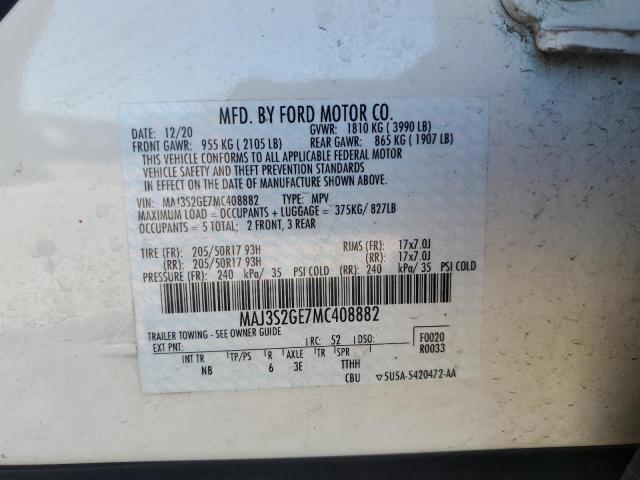 MFD. BY FORD MOTOR CO.
DATE: 12/20 GVWR: 1810 KG ( 3990 LB)
FRONT GAWR: 955 KG ( 2105 LB) REAR GAWR: 865 KG ( 1907 LB)
THIS VEHICLE CONFORMS TO ALL APPLICABLE FEDERAL MOTOR
VEHICLE SAFETY AND THEFT PREVENTION STANDARDS
IN EFFECT ON THE DATE OF MANUFACTURE SHOWN ABOVE.
VIN: MAJ3S2GE7MC408882 TYPE: MPV
MAXIMUM LOAD = OCCUPANTS + LUGGAGE = 375KG/ 827LB
OCCUPANTS = 5 TOTAL; 2 FRONT, 3 REAR
TIRE (FR): 205/50R17 93H RIMS (FR): 17x7.0J
(RR): 205/50R17 93H (RR): 17x7.0J
PRESSURE (FR): 240 kPa/ 35 PSI COLD (RR): 240 kPa/ 35 PSI COLD
MAJ3S2GE7MC408882
TRAILER TOWING - SEE OWNER GUIDE
EXT PNT: RC: 52 DSO: F0020
R0033
INT TR TP/PS R AXLE TR SPR
NB 6 3E TTHH
CBU ▽5U5A-5420472-AA